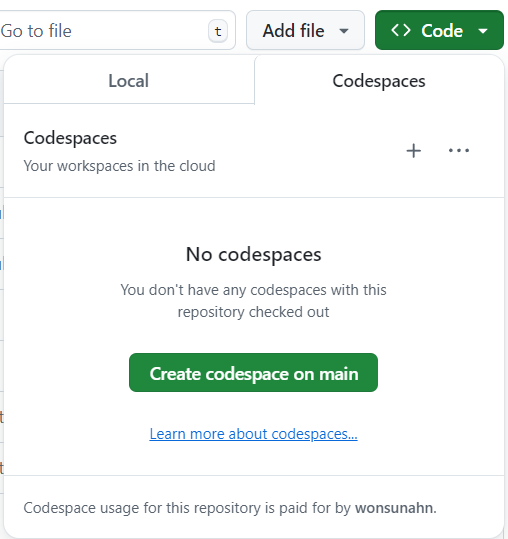 Go to file
t
Add file
Code
Local
Codespaces
Codespaces
Your workspaces in the cloud
No codespaces
You don't have any codespaces with this
repository checked out
Create codespace on main
Learn more about codespaces...
Codespace usage for this repository is paid for by wonsunahn.